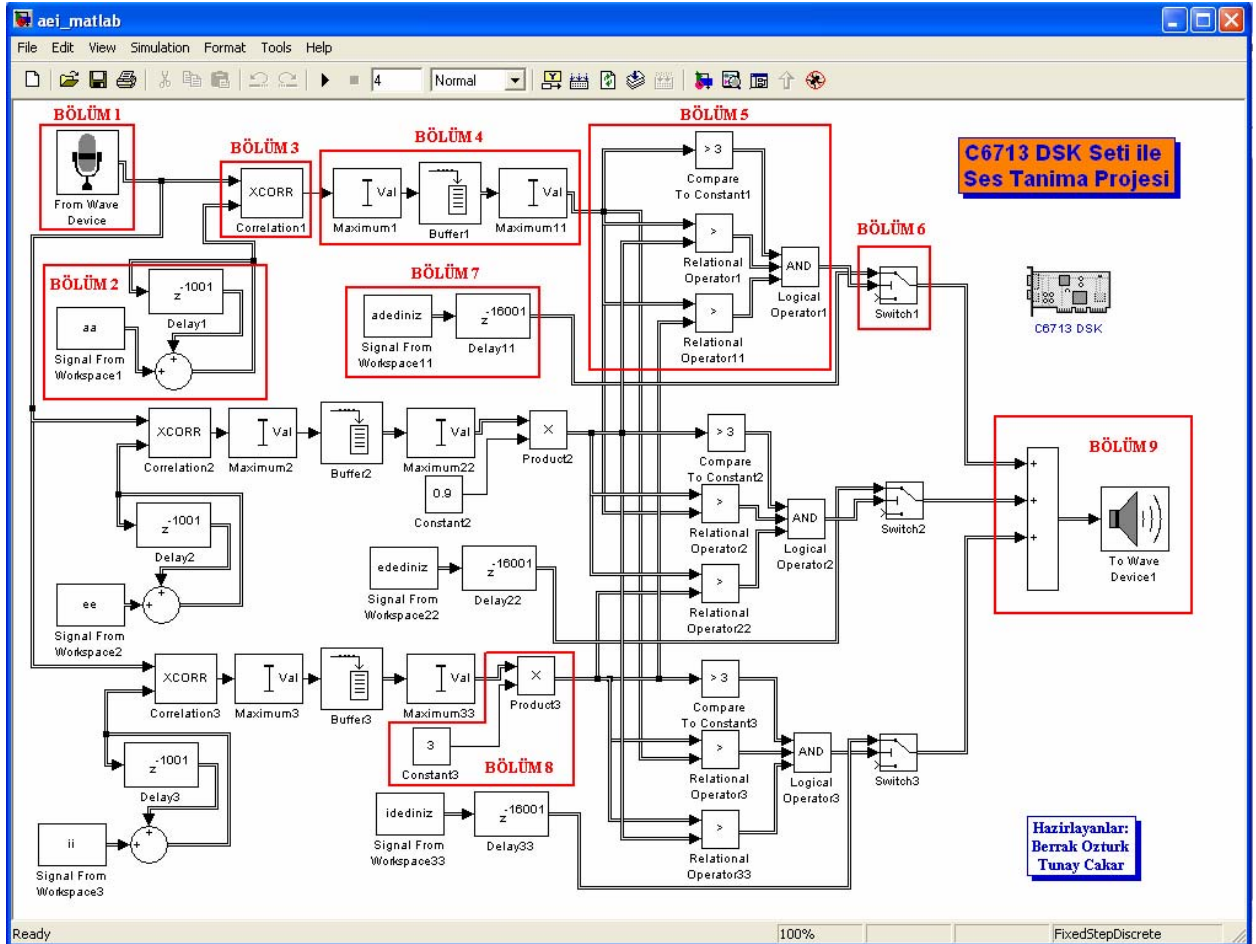 aei_matlab
File Edit View Simulation Format Tools Help
4 Normal
BÖLÜM 1
From Wave
Device
BÖLÜM 3
XCORR
Correlation1
BÖLÜM 4
Val
Maximum1
Buffer1
Val
Maximum11
BÖLÜM 5
> 3
Compare
To Constant1
>
Relational
Operator1
>
Relational
Operator11
AND
Logical
Operator1
BÖLÜM 6
Switch1
C6713 DSK Seti ile
Ses Tanima Projesi
C6713 DSK
BÖLÜM 2
z-1001
Delay1
aa
Signal From
Workspace1
+
+
BÖLÜM 7
adediniz
Signal From
Workspace11
z-16001
Delay11
XCORR
Correlation2
Val
Maximum2
Buffer2
Val
Maximum22
×
Product2
0.9
Constant2
z-1001
Delay2
ee
Signal From
Workspace2
+
+
edediniz
Signal From
Workspace22
z-16001
Delay22
> 3
Compare
To Constant2
>
Relational
Operator2
>
Relational
Operator22
AND
Logical
Operator2
Switch2
BÖLÜM 9
+
+
+
To Wave
Device1
XCORR
Correlation3
Val
Maximum3
Buffer3
Val
Maximum33
×
Product3
3
Constant3
BÖLÜM 8
z-1001
Delay3
ii
Signal From
Workspace3
+
+
idediniz
Signal From
Workspace33
z-16001
Delay33
> 3
Compare
To Constant3
>
Relational
Operator3
>
Relational
Operator33
AND
Logical
Operator3
Switch3
Hazirlayanlar:
Berrak Ozturk
Tunay Cakar
Ready 100% FixedStepDiscrete